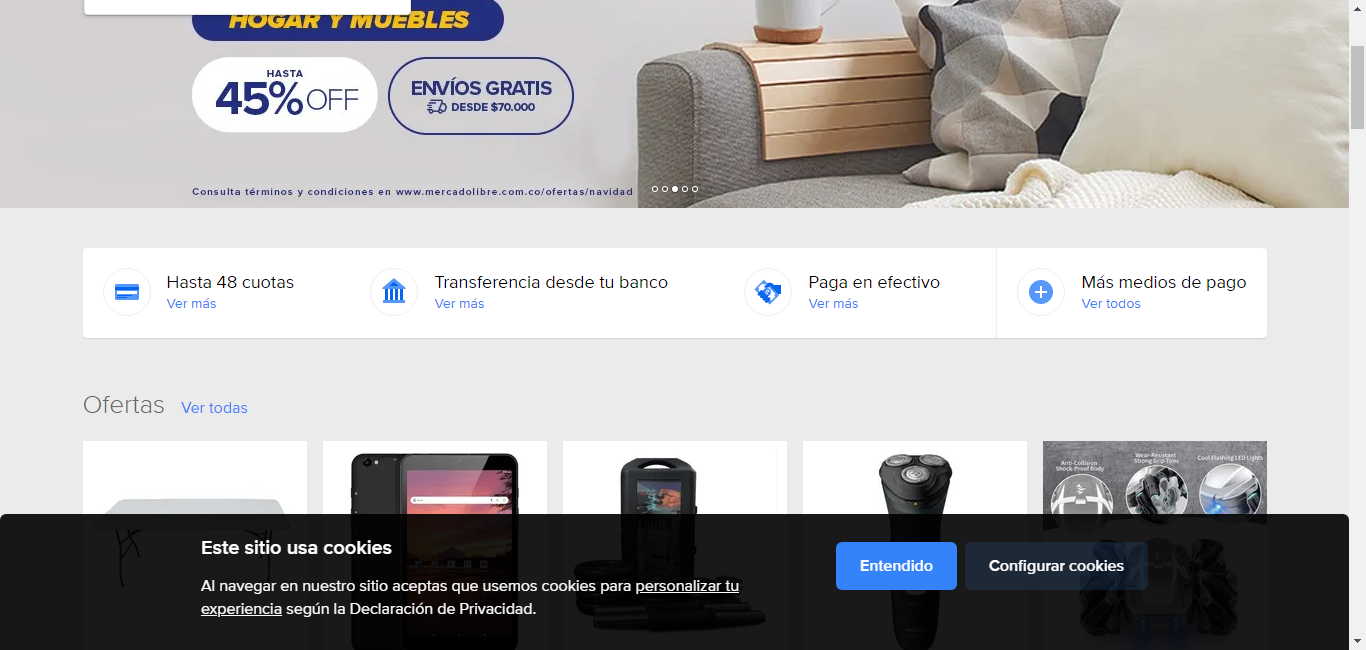 HOGAR Y MUEBLES
HASTA
45% OFF
ENVÍOS GRATIS
DESDE $70.000
Consulta términos y condiciones en www.mercadolibre.com.co/ofertas/navidad
Hasta 48 cuotas
Ver más
Transferencia desde tu banco
Ver más
Paga en efectivo
Ver más
Más medios de pago
Ver todos
Ofertas Ver todas
Anti-Collision
Shock-Proof Body
Wear-Resistant
Strong Grip Tires
Cool Flashing LED Lights
Este sitio usa cookies
Al navegar en nuestro sitio aceptas que usemos cookies para personalizar tu
experiencia según la Declaración de Privacidad.
Entendido
Configurar cookies